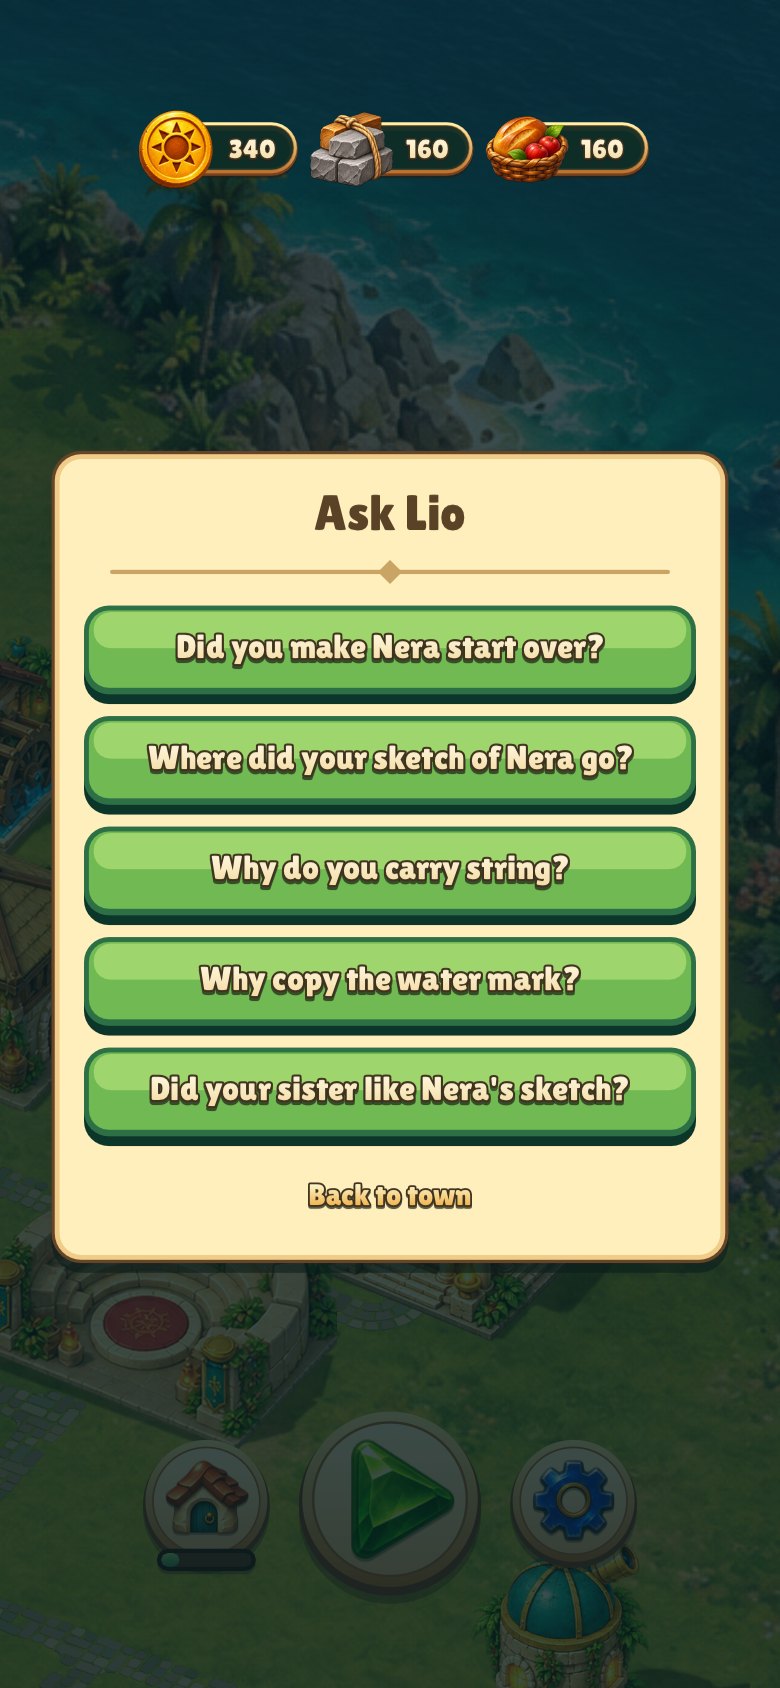 340
160
160
Ask Lio
Did you make Nera start over?
Where did your sketch of Nera go?
Why do you carry string?
Why copy the water mark?
Did your sister like Nera's sketch?
Back to town